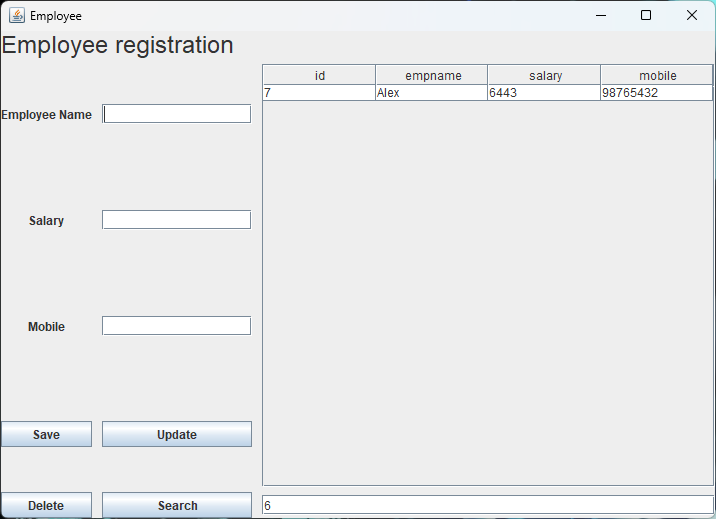 Employee
Employee registration
id empname salary mobile
7 Alex 6443 98765432
Employee Name
Salary
Mobile
Save Update
Delete Search 6